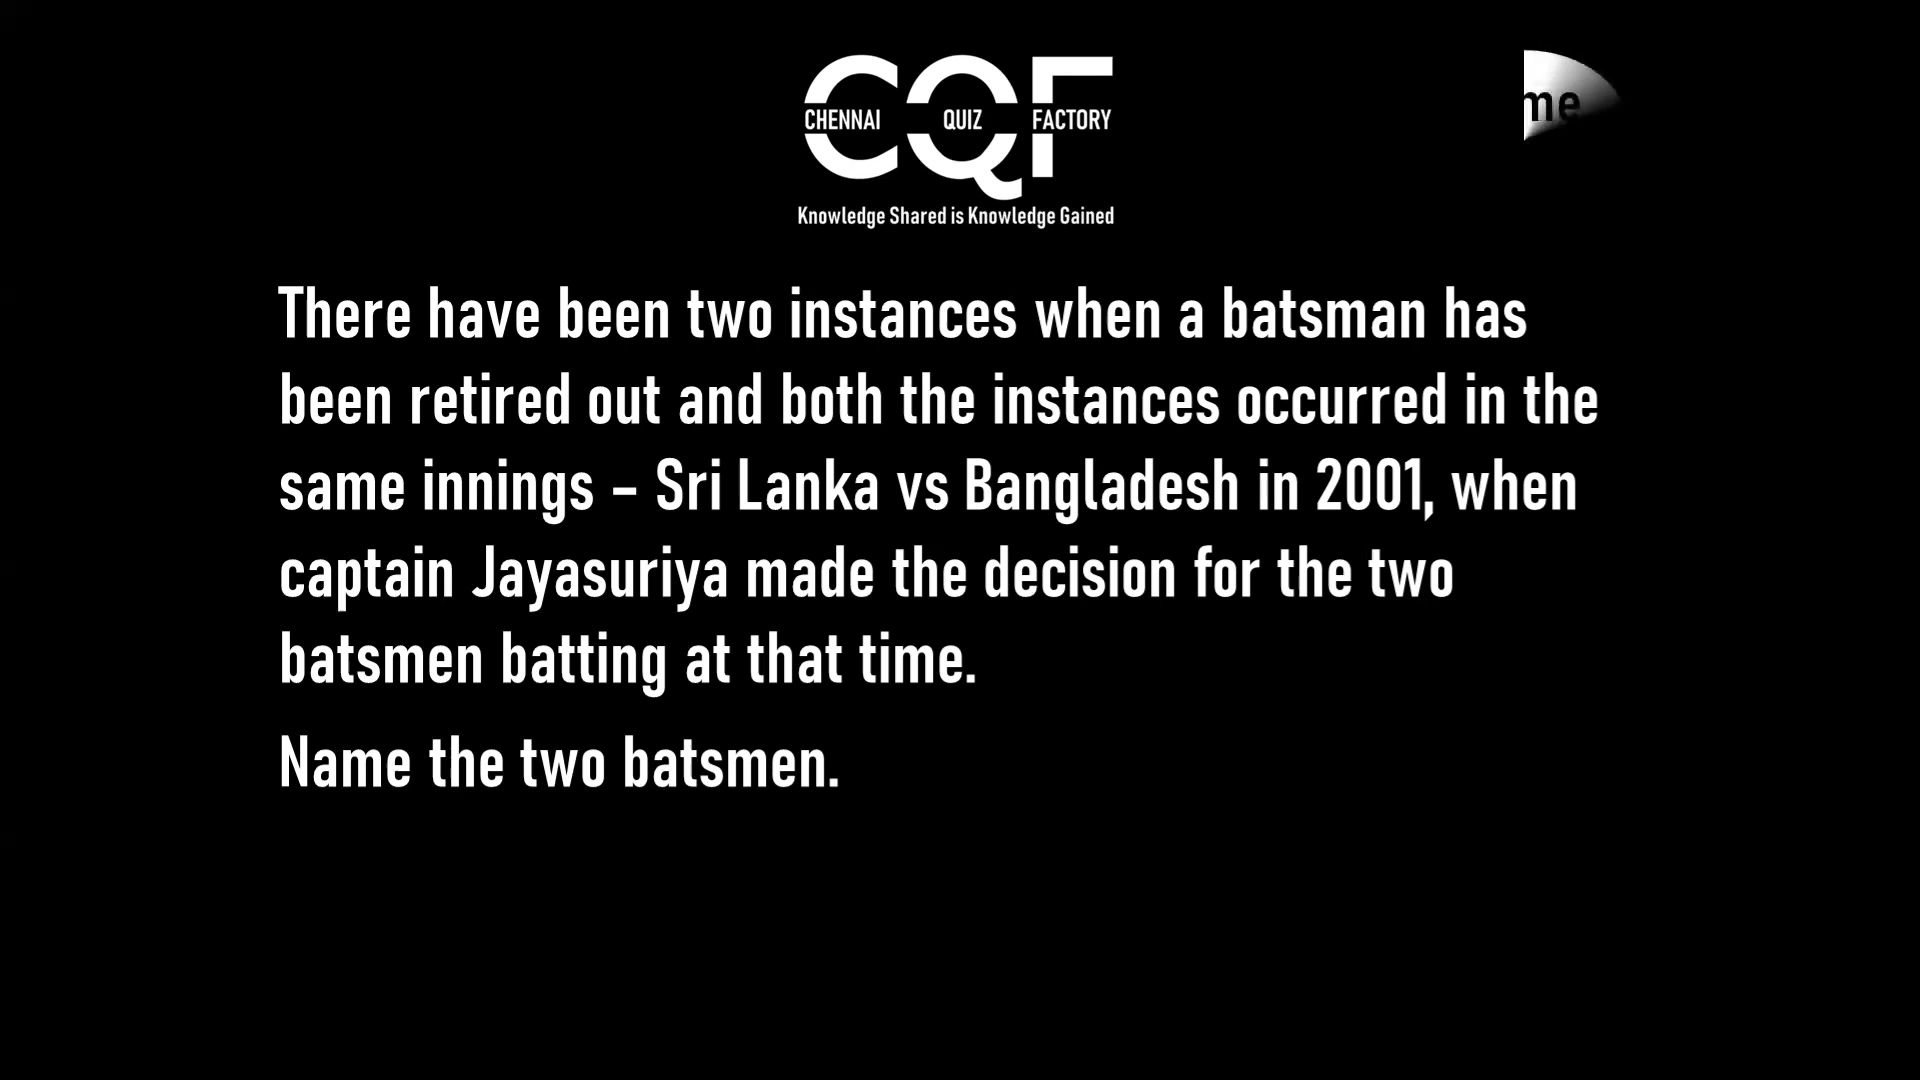 CHENNAI QUIZ FACTORY
Knowledge Shared is Knowledge Gained
me
There have been two instances when a batsman has
been retired out and both the instances occurred in the
same innings – Sri Lanka vs Bangladesh in 2001, when
captain Jayasuriya made the decision for the two
batsmen batting at that time.
Name the two batsmen.